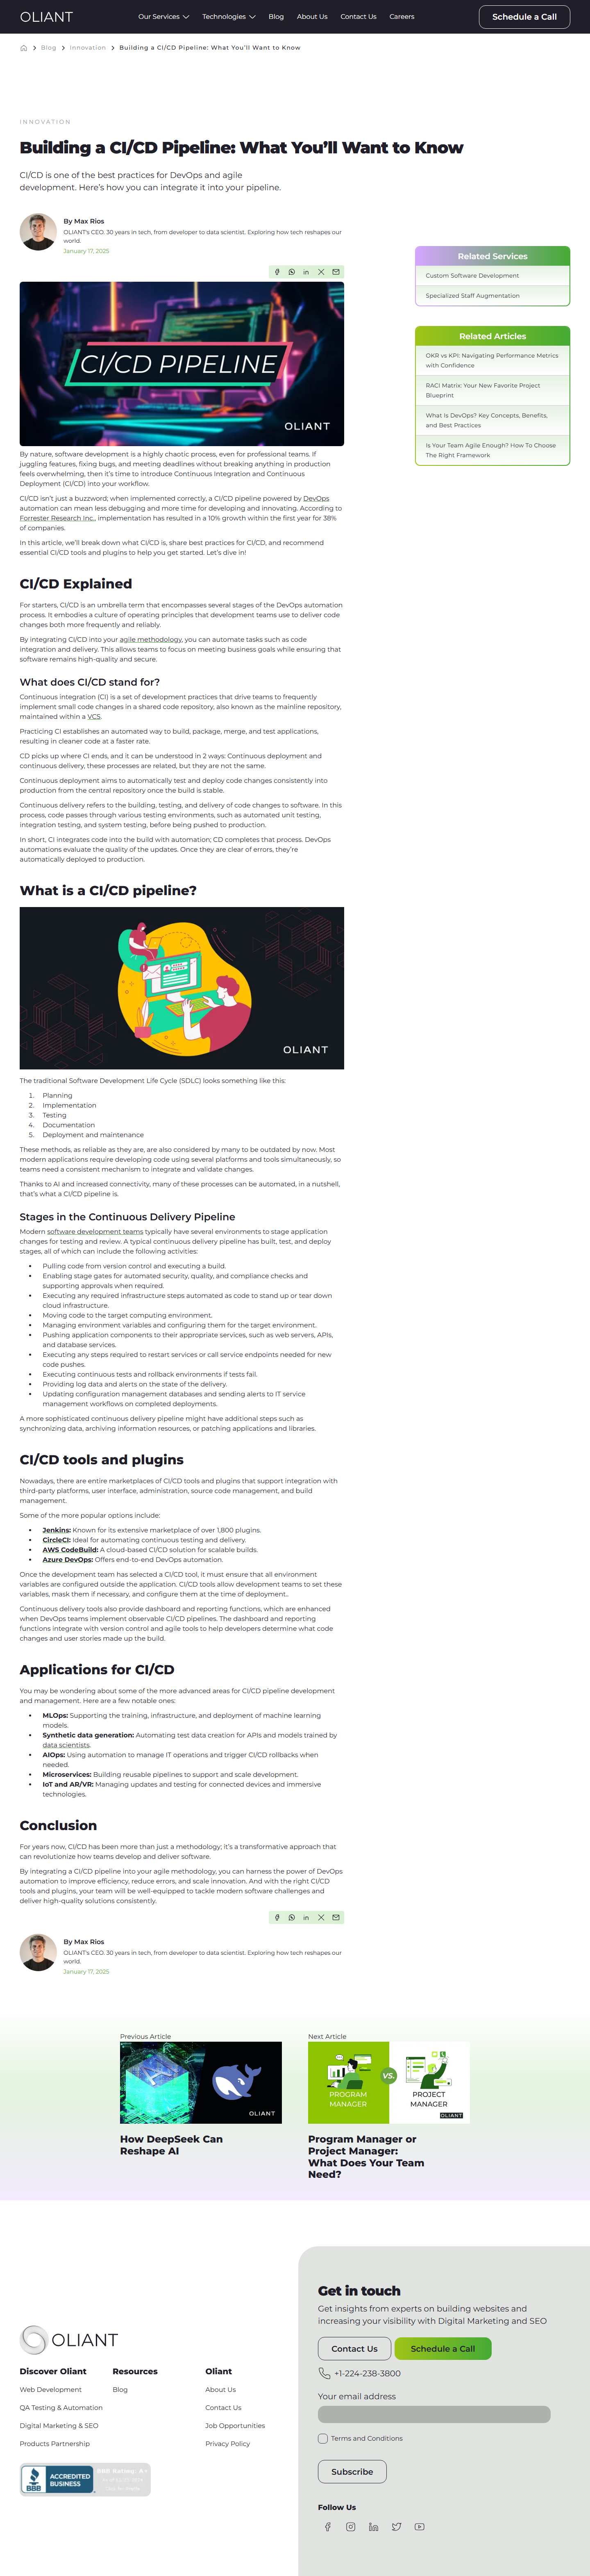 OLIANT
Our Services
Technologies
Blog
About Us
Contact Us
Careers
Schedule a Call
Blog
Innovation
Building a CI/CD Pipeline: What You'll Want to Know
INNOVATION
Building a CI/CD Pipeline: What You'll Want to Know
CI/CD is one of the best practices for DevOps and agile
development. Here's how you can integrate it into your pipeline.
By Max Rios
OLIANT's CEO. 30 years in tech, from developer to data scientist. Exploring how tech reshapes our
world.
January 17, 2025
CI/CD PIPELINE
OLIANT
Related Services
Custom Software Development
Specialized Staff Augmentation
Related Articles
OKR vs KPI: Navigating Performance Metrics
with Confidence
RACI Matrix: Your New Favorite Project
Blueprint
What is DevOps? Key Concepts, Benefits,
and Best Practices
Is Your Team Agile Enough? How To Choose
The Right Framework
By nature, software development is a highly chaotic process, even for professional teams. If
juggling features, fixing bugs, and meeting deadlines without breaking anything in production
feels overwhelming, then it's time to introduce Continuous Integration and Continuous
Deployment (CI/CD) into your workflow.
CI/CD isn't just a buzzword; when implemented correctly, a CI/CD pipeline powered by DevOps
automation can mean less debugging and more time for developing and innovating. According to
Forrester Research Inc., implementation has resulted in a 10% growth within the first year for 38%
of companies.
In this article, we'll break down what CI/CD is, share best practices for CI/CD, and recommend
essential CI/CD tools and plugins to help you get started. Let's dive in!
CI/CD Explained
For starters, CI/CD is an umbrella term that encompasses several stages of the DevOps automation
process. It embodies a culture of operating principles that development teams use to deliver code
changes both more frequently and reliably.
By integrating CI/CD into your agile methodology, you can automate tasks such as code
integration and delivery. This allows teams to focus on meeting business goals while ensuring that
software remains high-quality and secure.
What does CI/CD stand for?
Continuous integration (CI) is a set of development practices that drive teams to frequently
implement small code changes in a shared code repository, also known as the mainline repository,
maintained within a VCS.
Practicing CI establishes an automated way to build, package, merge, and test applications,
resulting in cleaner code at a faster rate.
CD picks up where CI ends, and it can be understood in 2 ways: Continuous deployment and
continuous delivery, these processes are related, but they are not the same.
Continuous deployment aims to automatically test and deploy code changes consistently into
production from the central repository once the build is stable.
Continuous delivery refers to the building, testing, and delivery of code changes to software. In this
process, code passes through various testing environments, such as automated unit testing,
integration testing, and system testing, before being pushed to production.
In short, CI integrates code into the build with automation; CD completes that process. DevOps
automations evaluate the quality of the updates. Once they are clear of errors, they're
automatically deployed to production.
What is a CI/CD pipeline?
OLIANT
The traditional Software Development Life Cycle (SDLC) looks something like this:
1. Planning
2. Implementation
3. Testing
4. Documentation
5. Deployment and maintenance
These methods, as reliable as they are, are also considered by many to be outdated by now. Most
modern applications require developing code using several platforms and tools simultaneously, so
teams need a consistent mechanism to integrate and validate changes.
Thanks to AI and increased connectivity, many of these processes can be automated, in a nutshell,
that's what a CI/CD pipeline is.
Stages in the Continuous Delivery Pipeline
Modern software development teams typically have several environments to stage application
changes for testing and review. A typical continuous delivery pipeline has built, test, and deploy
stages, all of which can include the following activities:
• Pulling code from version control and executing a build.
• Enabling stage gates for automated security, quality, and compliance checks and
supporting approvals when required.
• Executing any required infrastructure steps automated as code to stand up or tear down
cloud infrastructure.
• Moving code to the target computing environment.
• Managing environment variables and configuring them for the target environment.
• Pushing application components to their appropriate services, such as web servers, APIs,
and database services.
• Executing any steps required to restart services or call service endpoints needed for new
code pushes.
• Executing continuous tests and rollback environments if tests fail.
• Providing log data and alerts on the state of the delivery.
• Updating configuration management databases and sending alerts to IT service
management workflows on completed deployments.
A more sophisticated continuous delivery pipeline might have additional steps such as
synchronizing data, archiving information resources, or patching applications and libraries.
CI/CD tools and plugins
Nowadays, there are entire marketplaces of CI/CD tools and plugins that support integration with
third-party platforms, user interface, administration, source code management, and build
management.
Some of the more popular options include:
• Jenkins: Known for its extensive marketplace of over 1,800 plugins.
• CircleCI: Ideal for automating continuous testing and delivery.
• AWS CodeBuild: A cloud-based CI/CD solution for scalable builds.
• Azure DevOps: Offers end-to-end DevOps automation.
Once the development team has selected a CI/CD tool, it must ensure that all environment
variables are configured outside the application. CI/CD tools allow development teams to set these
variables, mask them if necessary, and configure them at the time of deployment..
Continuous delivery tools also provide dashboard and reporting functions, which are enhanced
when DevOps teams implement observable CI/CD pipelines. The dashboard and reporting
functions integrate with version control and agile tools to help developers determine what code
changes and user stories made up the build.
Applications for CI/CD
You may be wondering about some of the more advanced areas for CI/CD pipeline development
and management. Here are a few notable ones:
• MLOps: Supporting the training, infrastructure, and deployment of machine learning
models.
• Synthetic data generation: Automating test data creation for APIs and models trained by
data scientists.
• AIOps: Using automation to manage IT operations and trigger CI/CD rollbacks when
needed.
• Microservices: Building reusable pipelines to support and scale development.
• IoT and AR/VR: Managing updates and testing for connected devices and immersive
technologies.
Conclusion
For years now, CI/CD has been more than just a methodology; it's a transformative approach that
can revolutionize how teams develop and deliver software.
By integrating a CI/CD pipeline into your agile methodology, you can harness the power of DevOps
automation to improve efficiency, reduce errors, and scale innovation. And with the right CI/CD
tools and plugins, your team will be well-equipped to tackle modern software challenges and
deliver high-quality solutions consistently.
By Max Rios
OLIANT's CEO. 30 years in tech, from developer to data scientist. Exploring how tech reshapes our
world.
January 17, 2025
Previous Article
OLIANT
How DeepSeek Can
Reshape AI
Next Article
PROGRAM
MANAGER
VS.
PROJECT
MANAGER
OLIANT
Program Manager or
Project Manager:
What Does Your Team
Need?
OLIANT
Discover Oliant
Web Development
QA Testing & Automation
Digital Marketing & SEO
Products Partnership
Resources
Blog
Oliant
About Us
Contact Us
Job Opportunities
Privacy Policy
BBB
ACCREDITED
BUSINESS
BBB Rating: A+
Get in touch
Get insights from experts on building websites and
increasing your visibility with Digital Marketing and SEO
Contact Us
Schedule a Call
+1-224-238-3800
Your email address
Terms and Conditions
Subscribe
Follow Us